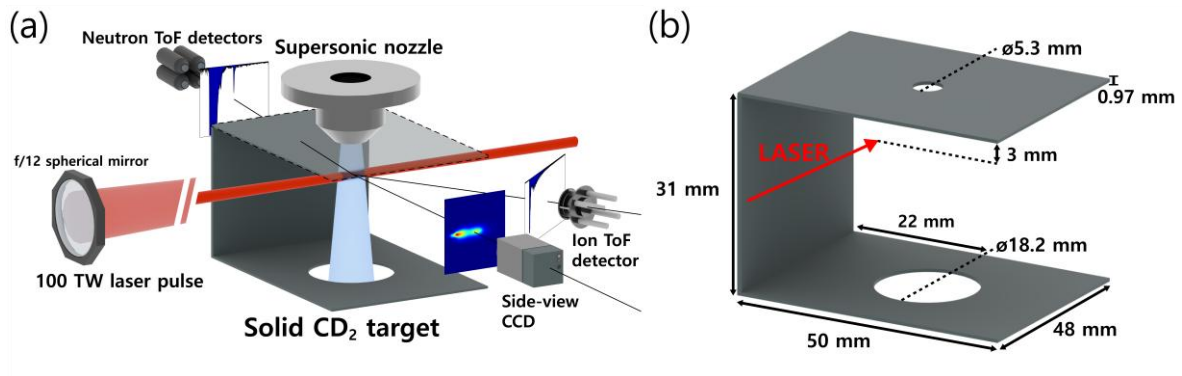 (a)
Neutron ToF detectors
Supersonic nozzle
f/12 spherical mirror
100 TW laser pulse
Ion ToF
detector
Side-view
CCD
Solid CD₂ target
(b)
ø5.3 mm
0.97 mm
LASER
3 mm
31 mm
22 mm
ø18.2 mm
50 mm
48 mm